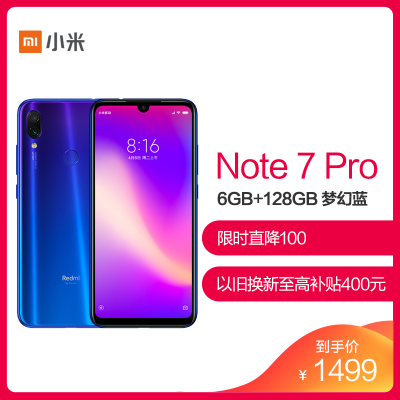 小米
Note 7 Pro
6GB+128GB 梦幻蓝
限时直降100
以旧换新至高补贴400元
到手价
¥ 1499
8:16
Redmi